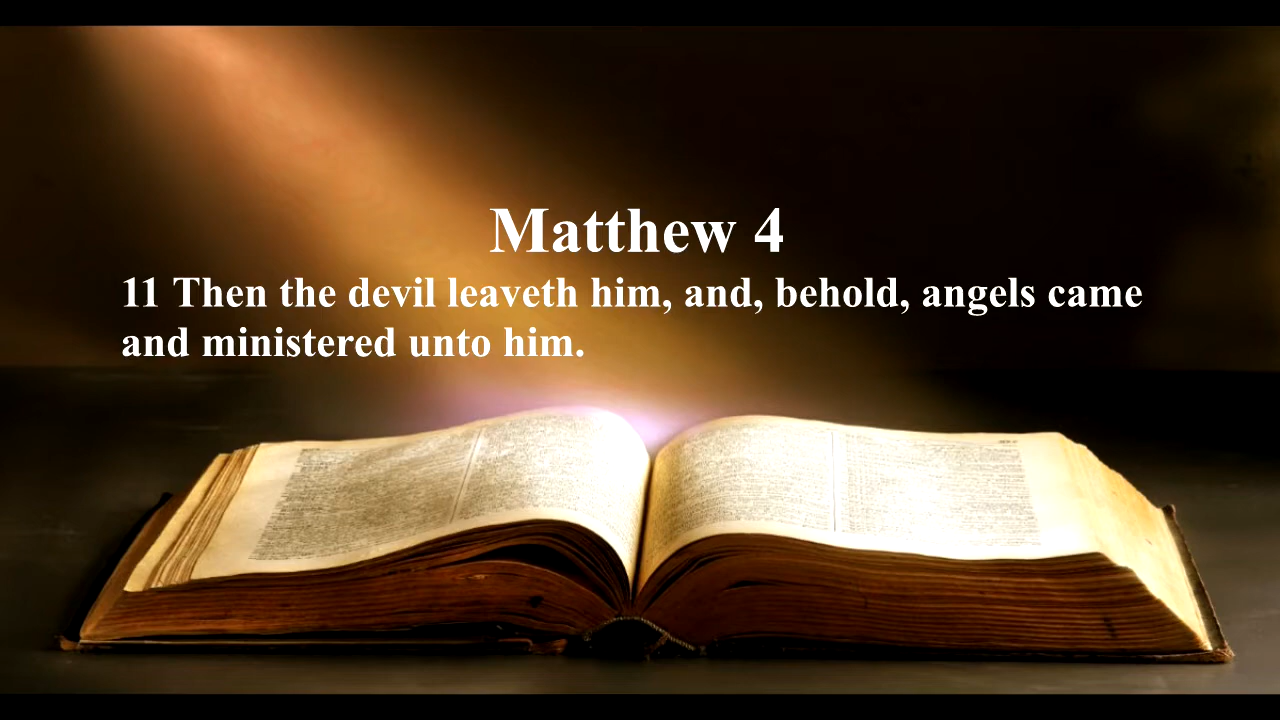 Matthew 4
11 Then the devil leaveth him, and, behold, angels came
and ministered unto him.